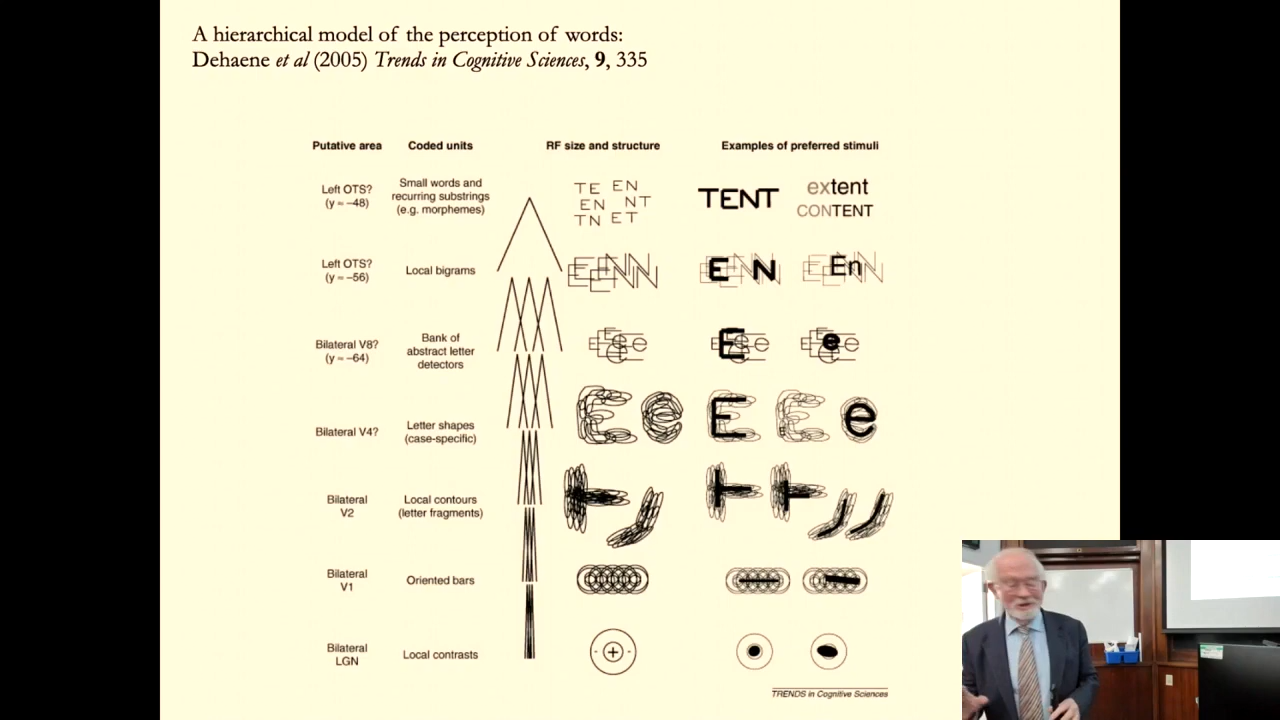 A hierarchical model of the perception of words:
Dehaene et al (2005) Trends in Cognitive Sciences, 9, 335
Putative area
Coded units
RF size and structure
Examples of preferred stimuli
Left OTS?
(y ≈ −48)
Small words and
recurring substrings
(e.g. morphemes)
TE EN
EN NT
TN ET
TENT
extent
CONTENT
Left OTS?
(y ≈ −56)
Local bigrams
E E E N N N
E N
En
Bilateral V8?
(y ≈ −64)
Bank of
abstract letter
detectors
E e
E
e
Bilateral V4?
Letter shapes
(case-specific)
E e
E E e
Bilateral
V2
Local contours
(letter fragments)
Bilateral
V1
Oriented bars
Bilateral
LGN
Local contrasts
- + -
TRENDS in Cognitive Sciences